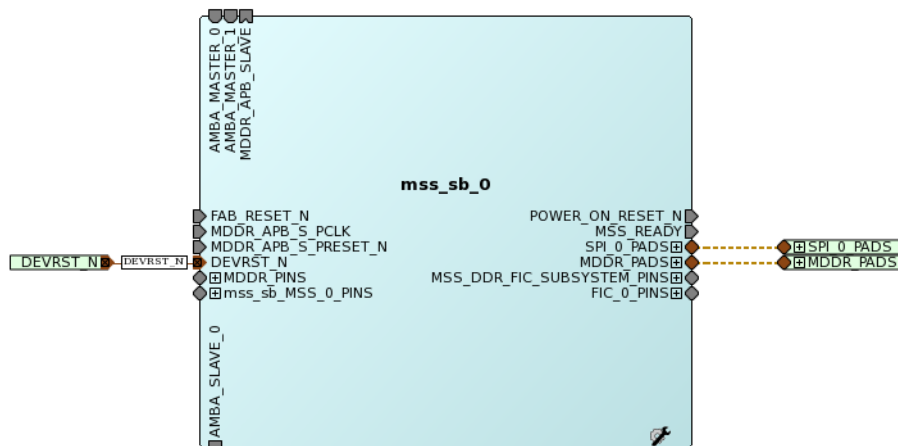 AMBA_MASTER_0
AMBA_MASTER_1
MDDR_APB_SLAVE
mss_sb_0
FAB_RESET_N
POWER_ON_RESET_N
MDDR_APB_S_PCLK
MSS_READY
MDDR_APB_S_PRESET_N
SPI_0_PADS
SPI_0_PADS
DEVRST_N
DEVRST_N
DEVRST_N
MDDR_PADS
MDDR_PADS
MDDR_PINS
MSS_DDR_FIC_SUBSYSTEM_PINS
mss_sb_MSS_0_PINS
FIC_0_PINS
AMBA_SLAVE_0